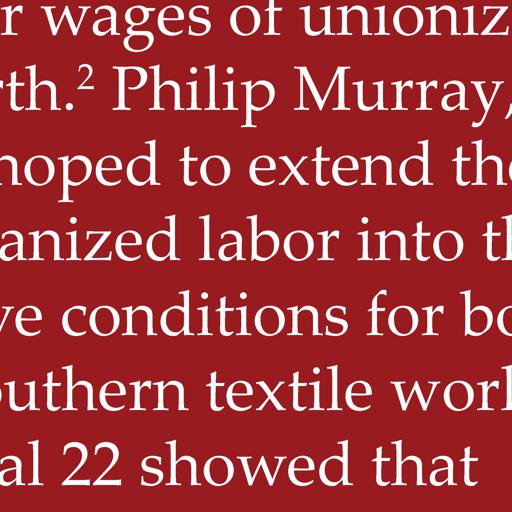 r wages of unioniz
rth.² Philip Murray,
hoped to extend the
anized labor into th
ve conditions for bo
outhern textile work
al 22 showed that